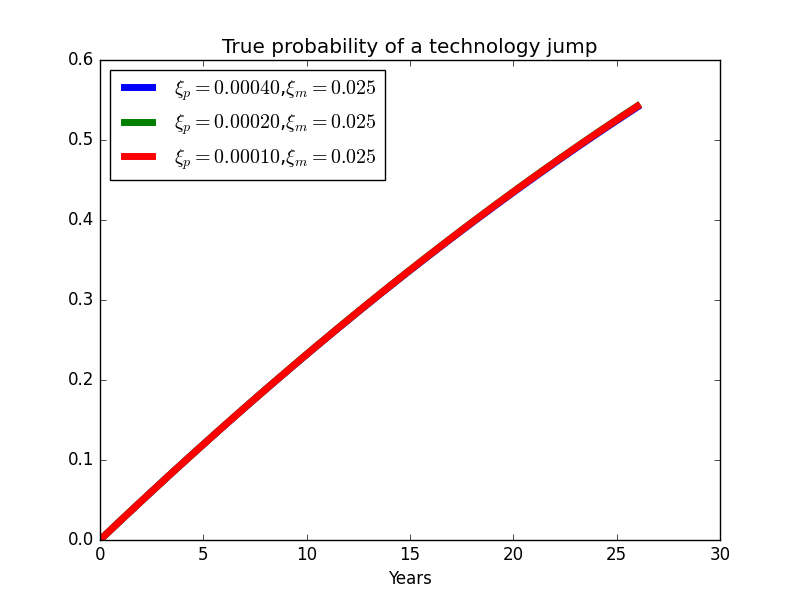 True probability of a technology jump
0.6
0.5
0.4
0.3
0.2
0.1
0.0
ξₚ = 0.00040,ξₘ = 0.025
ξₚ = 0.00020,ξₘ = 0.025
ξₚ = 0.00010,ξₘ = 0.025
0 5 10 15 20 25 30
Years